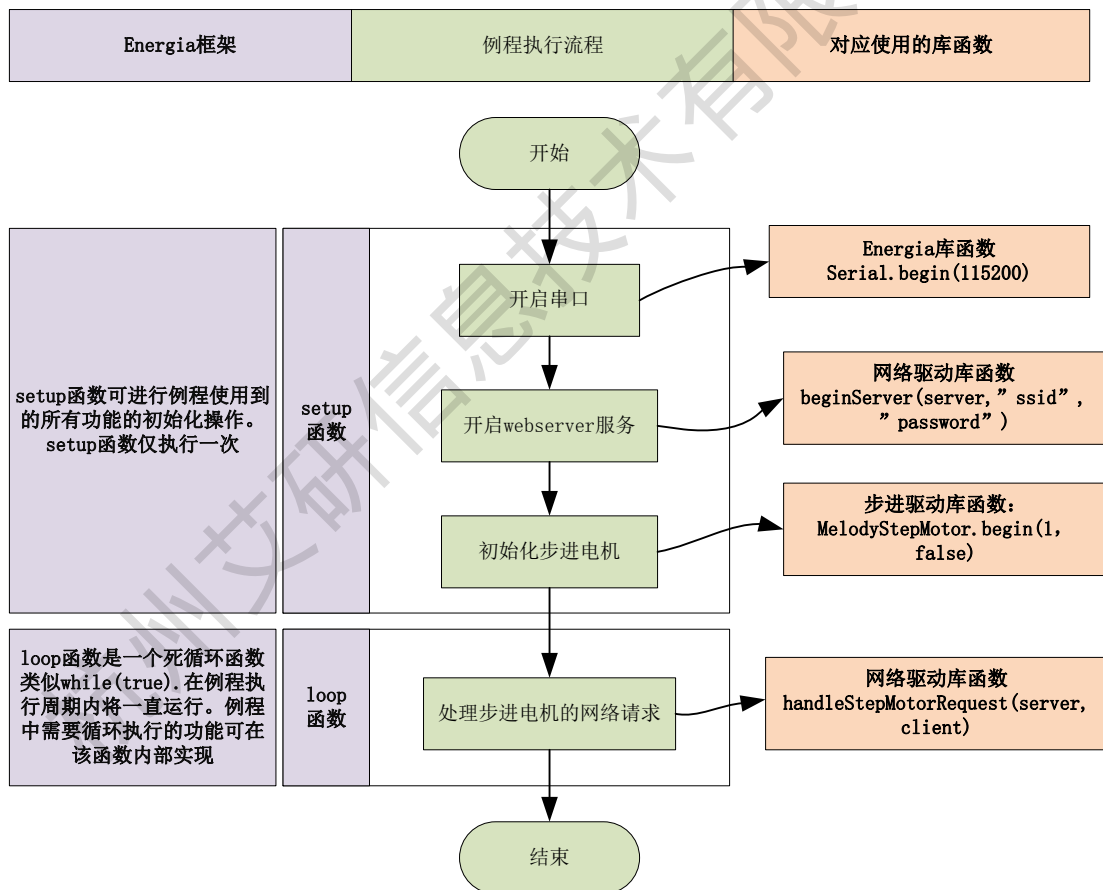 Energia框架
例程执行流程
对应使用的库函数
开始
setup函数可进行例程使用到
的所有功能的初始化操作。
setup函数仅执行一次
setup
函数
开启串口
Energia库函数
Serial.begin(115200)
开启webserver服务
网络驱动库函数
beginServer(server,”ssid”,
”password”)
初始化步进电机
步进驱动库函数:
MelodyStepMotor.begin(1,
false)
loop函数是一个死循环函数
类似while(true).在例程执
行周期内将一直运行。例程
中需要循环执行的功能可在
该函数内部实现
loop
函数
处理步进电机的网络请求
网络驱动库函数
handleStepMotorRequest(server,
client)
结束
杭州艾研信息技术有限